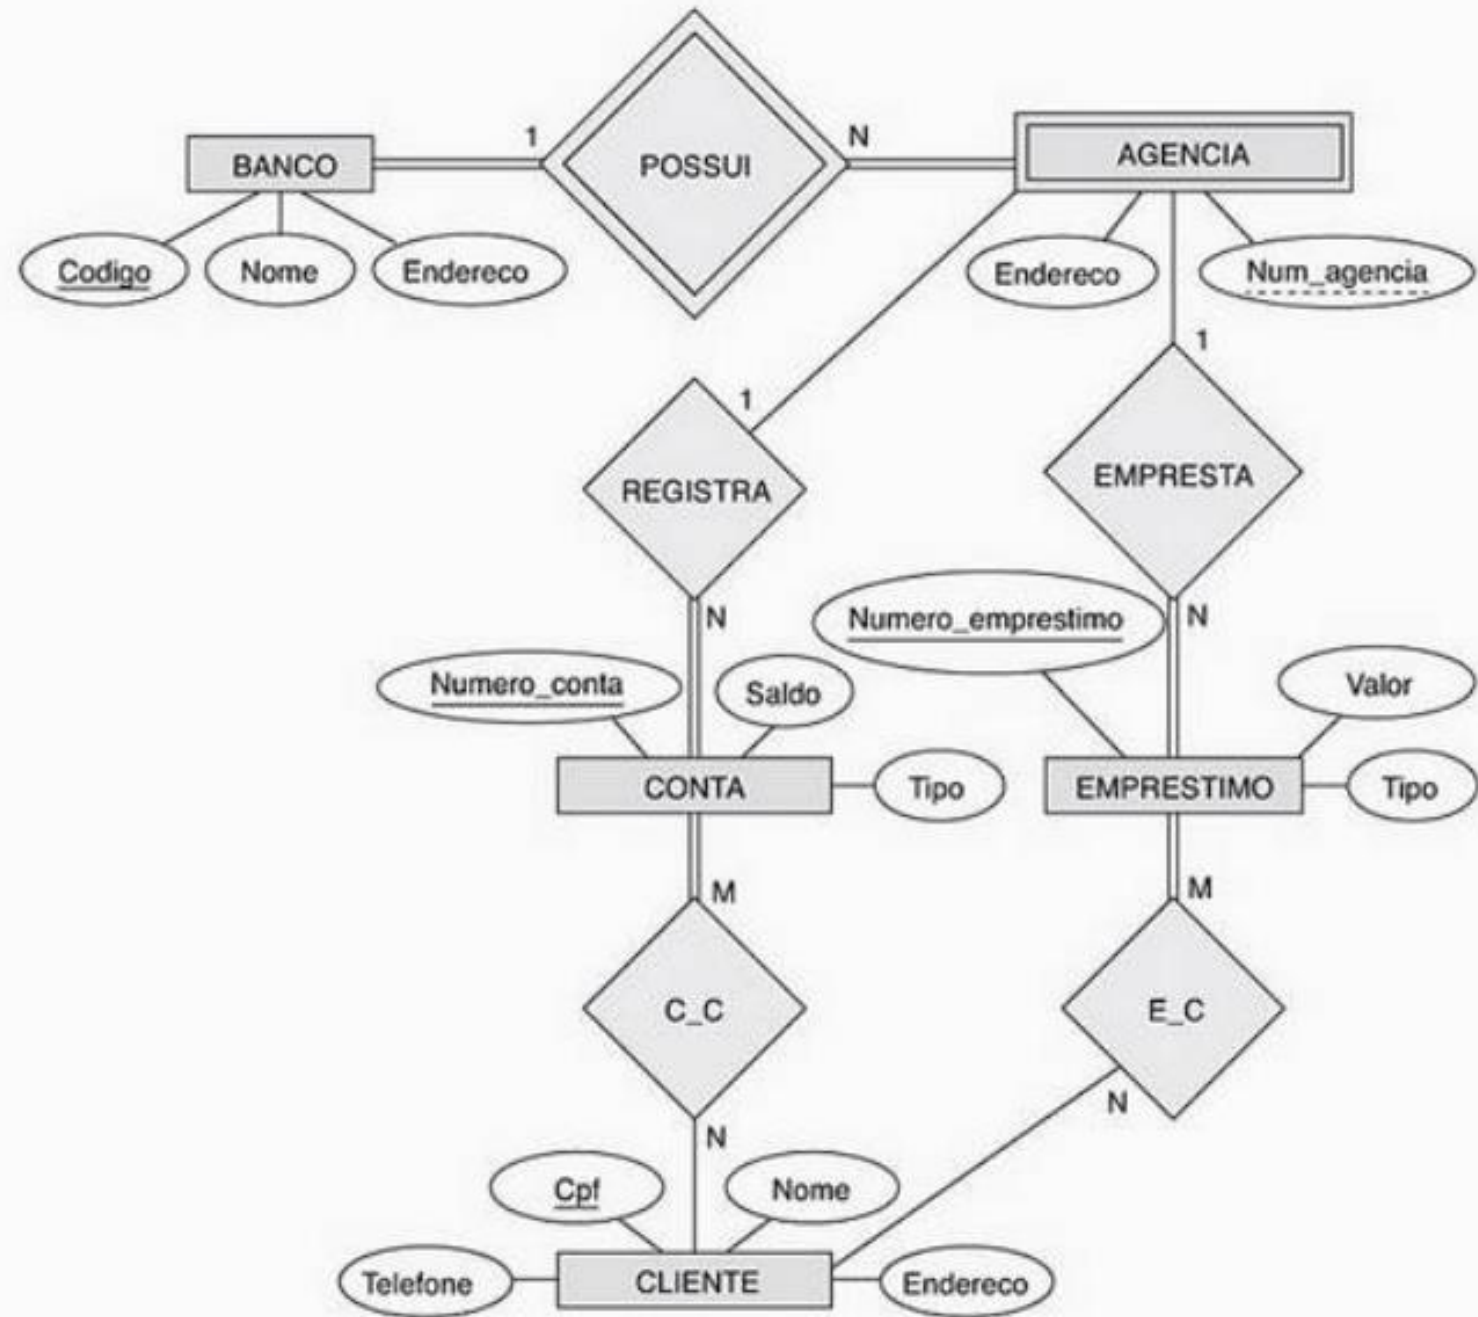 1
N
BANCO
POSSUI
AGENCIA
Codigo
Nome
Endereco
Endereco
Num_agencia
1
1
REGISTRA
EMPRESTA
N
Numero_emprestimo
N
Numero_conta
Saldo
Valor
CONTA
Tipo
EMPRESTIMO
Tipo
M
M
C_C
E_C
N
N
Cpf
Nome
Telefone
CLIENTE
Endereco